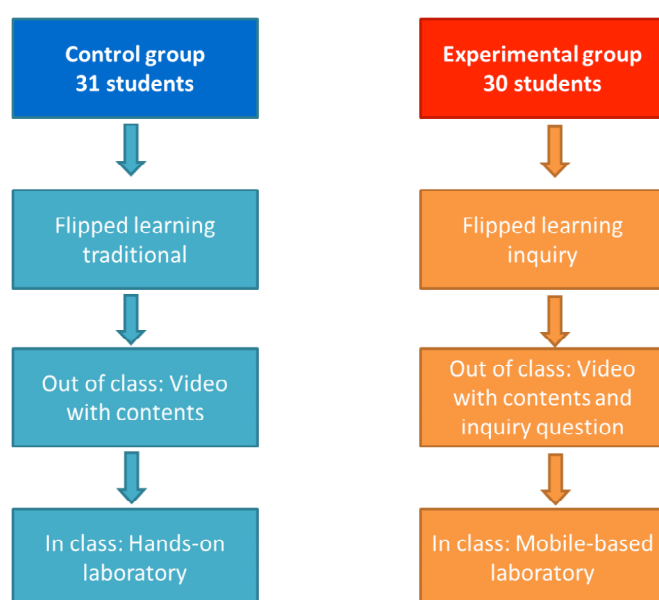 Control group
31 students
Flipped learning
traditional
Out of class: Video
with contents
In class: Hands-on
laboratory
Experimental group
30 students
Flipped learning
inquiry
Out of class: Video
with contents and
inquiry question
In class: Mobile-based
laboratory